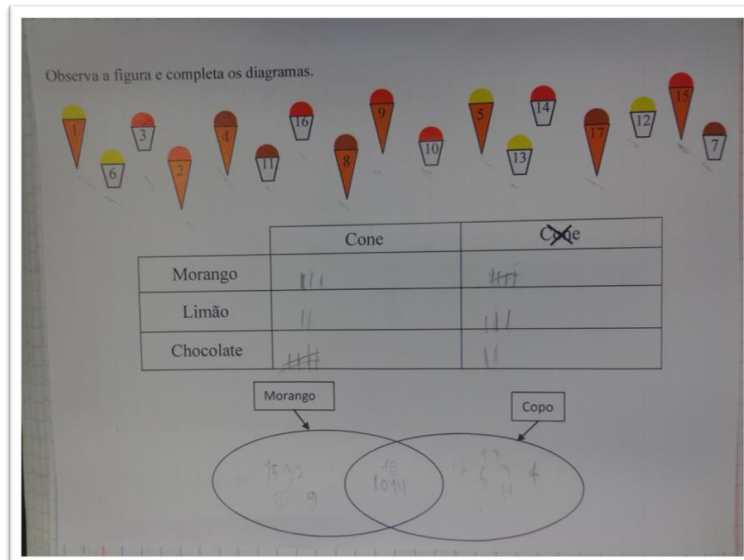 Observa a figura e completa os diagramas.
1 6 3 2 4 11 16 8 9 10 5 13 14 17 12 15 7
Cone Cone
Morango
Limão
Chocolate
Morango
Copo
9